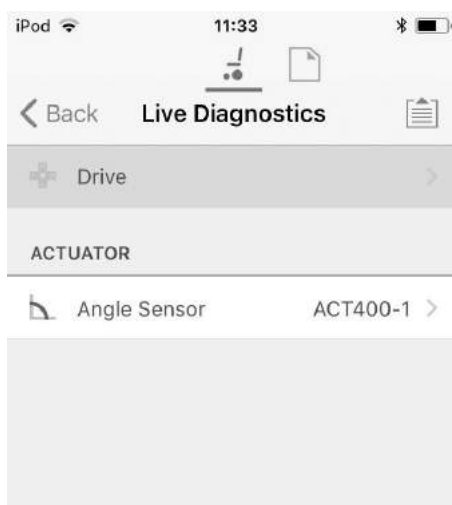 iPod 11:33
Back Live Diagnostics
Drive
ACTUATOR
Angle Sensor ACT400-1